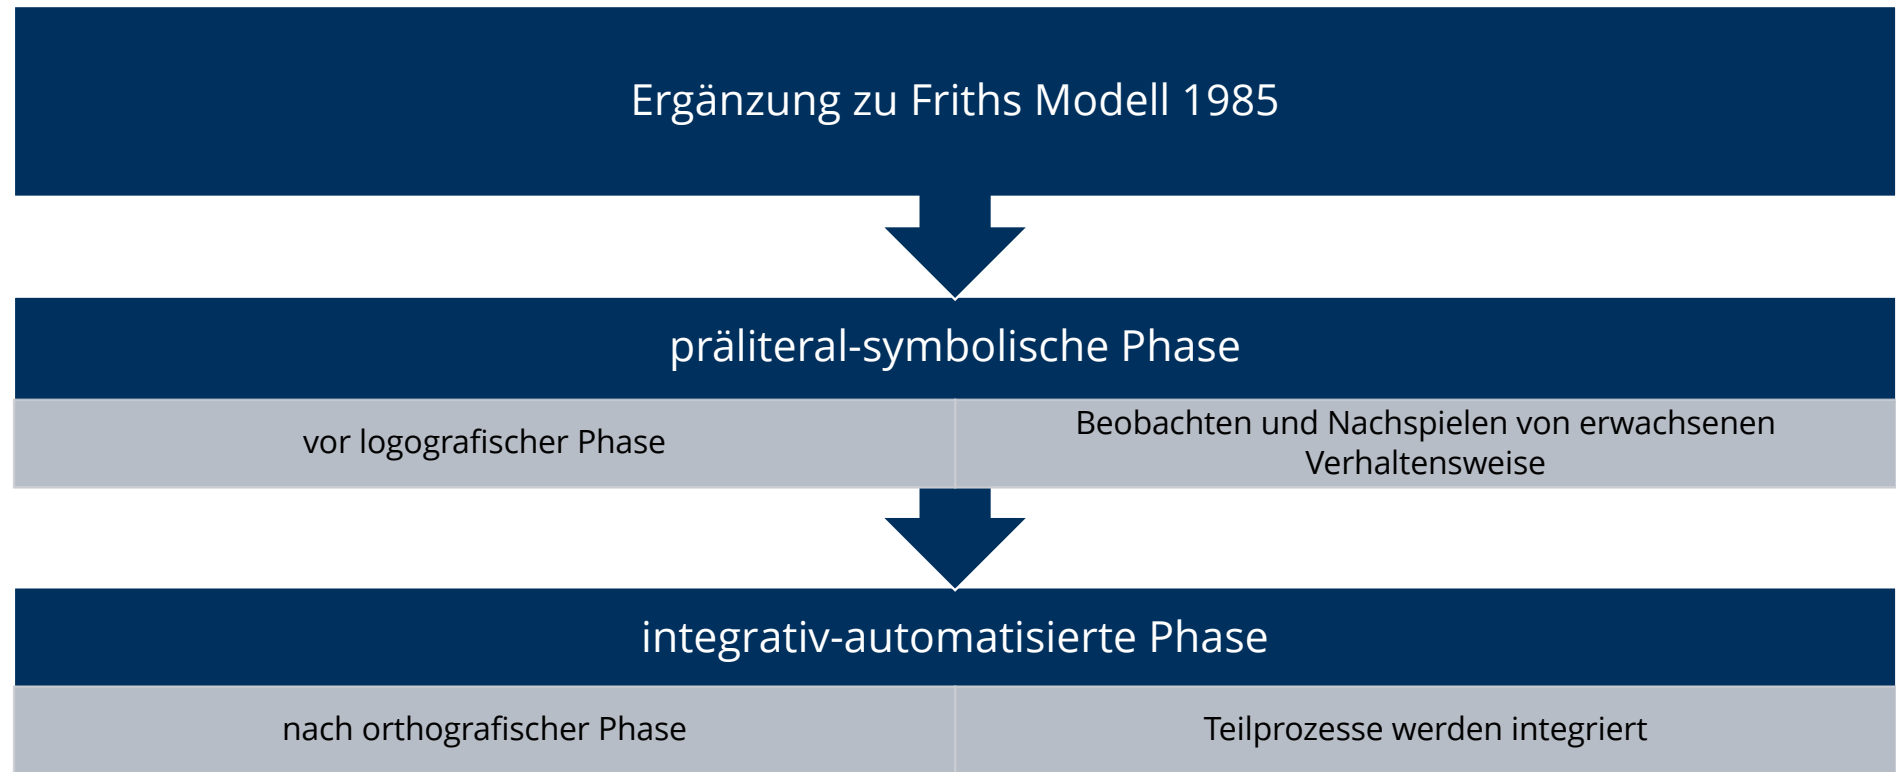 Ergänzung zu Friths Modell 1985
präliteral-symbolische Phase
vor logografischer Phase
Beobachten und Nachspielen von erwachsenen
Verhaltensweise
integrativ-automatisierte Phase
nach orthografischer Phase
Teilprozesse werden integriert